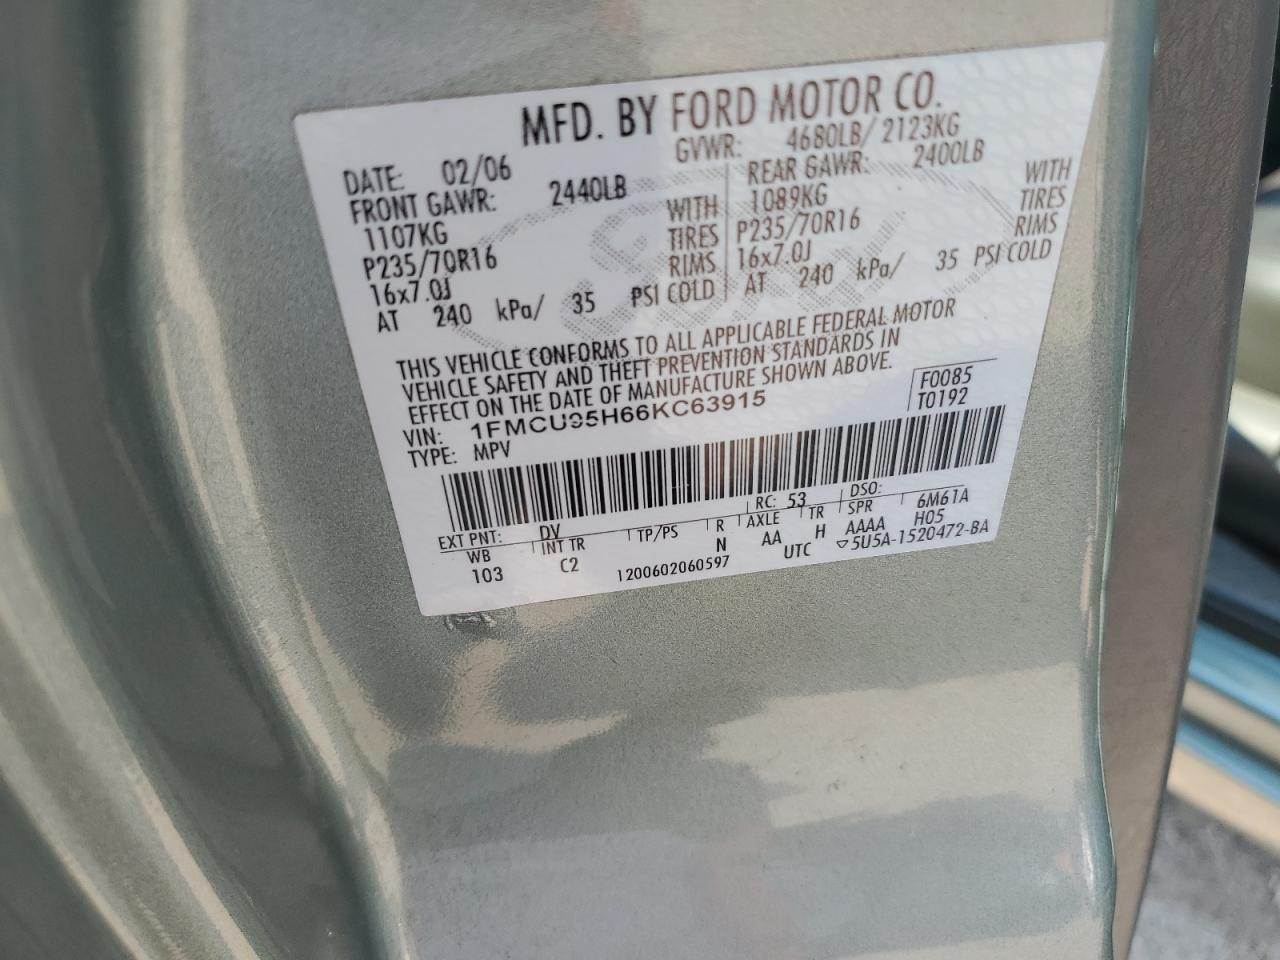 MFD. BY FORD MOTOR CO.
DATE: 02/06 GVWR: 4680LB/ 2123KG
FRONT GAWR: 2440LB REAR GAWR: 2400LB
1107KG WITH 1089KG WITH
P235/70R16 TIRES P235/70R16 TIRES
16x7.0J RIMS 16x7.0J RIMS
AT 240 kPa/ 35 PSI COLD AT 240 kPa/ 35 PSI COLD
THIS VEHICLE CONFORMS TO ALL APPLICABLE FEDERAL MOTOR
VEHICLE SAFETY AND THEFT PREVENTION STANDARDS IN
EFFECT ON THE DATE OF MANUFACTURE SHOWN ABOVE.
F0085
VIN: 1FMCU95H66KC63915 T0192
TYPE: MPV
EXT PNT: DV RC: 53 DSO:
WB INT TR TP/PS R AXLE TR SPR 6M61A
103 C2 N AA H AAAA H05
1200602060597 UTC ▽5U5A-1520472-BA